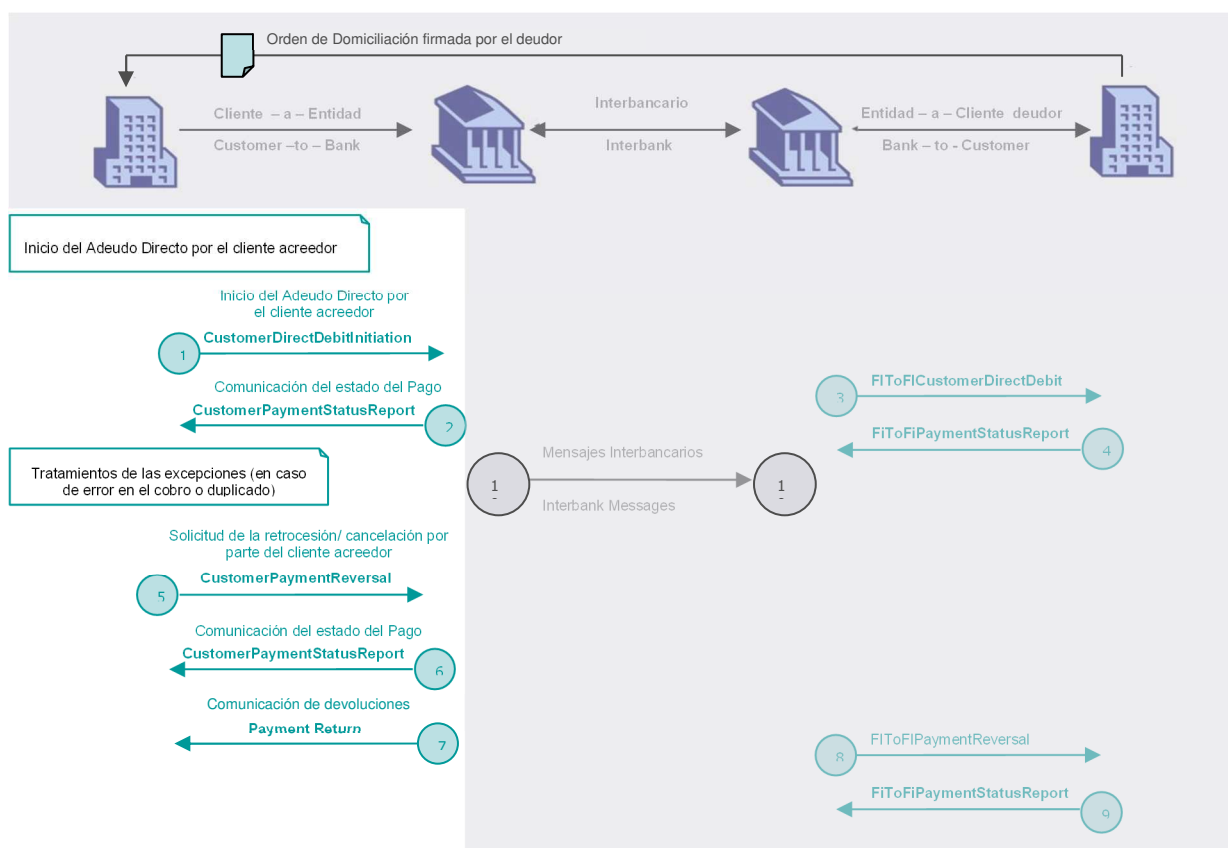 Orden de Domiciliación firmada por el deudor
Cliente – a – Entidad
Customer –to – Bank
Interbancario
Interbank
Entidad – a – Cliente deudor
Bank – to - Customer
Inicio del Adeudo Directo por el cliente acreedor
Inicio del Adeudo Directo por
el cliente acreedor
CustomerDirectDebitInitiation
1
Comunicación del estado del Pago
CustomerPaymentStatusReport
2
FIToFICustomerDirectDebit
3
FiToFiPaymentStatusReport
4
Tratamientos de las excepciones (en caso
de error en el cobro o duplicado)
Mensajes Interbancarios
1
1
Interbank Messages
Solicitud de la retrocesión/ cancelación por
parte del cliente acreedor
CustomerPaymentReversal
5
Comunicación del estado del Pago
CustomerPaymentStatusReport
6
Comunicación de devoluciones
Payment Return
7
FIToFIPaymentReversal
8
FiToFiPaymentStatusReport
9